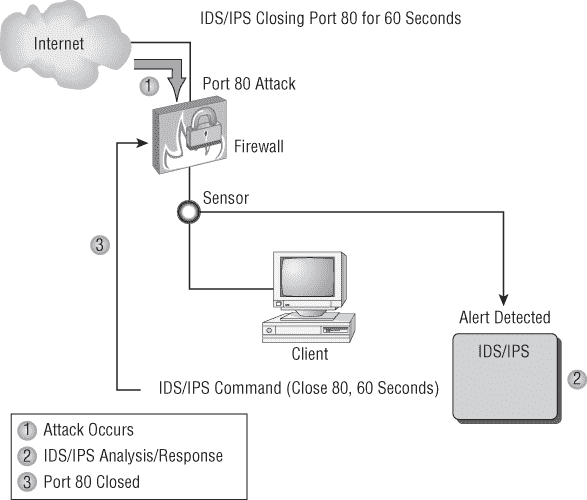 IDS/IPS Closing Port 80 for 60 Seconds
Internet
1
Port 80 Attack
Firewall
Sensor
3
Alert Detected
IDS/IPS
2
Client
IDS/IPS Command (Close 80, 60 Seconds)
1 Attack Occurs
2 IDS/IPS Analysis/Response
3 Port 80 Closed